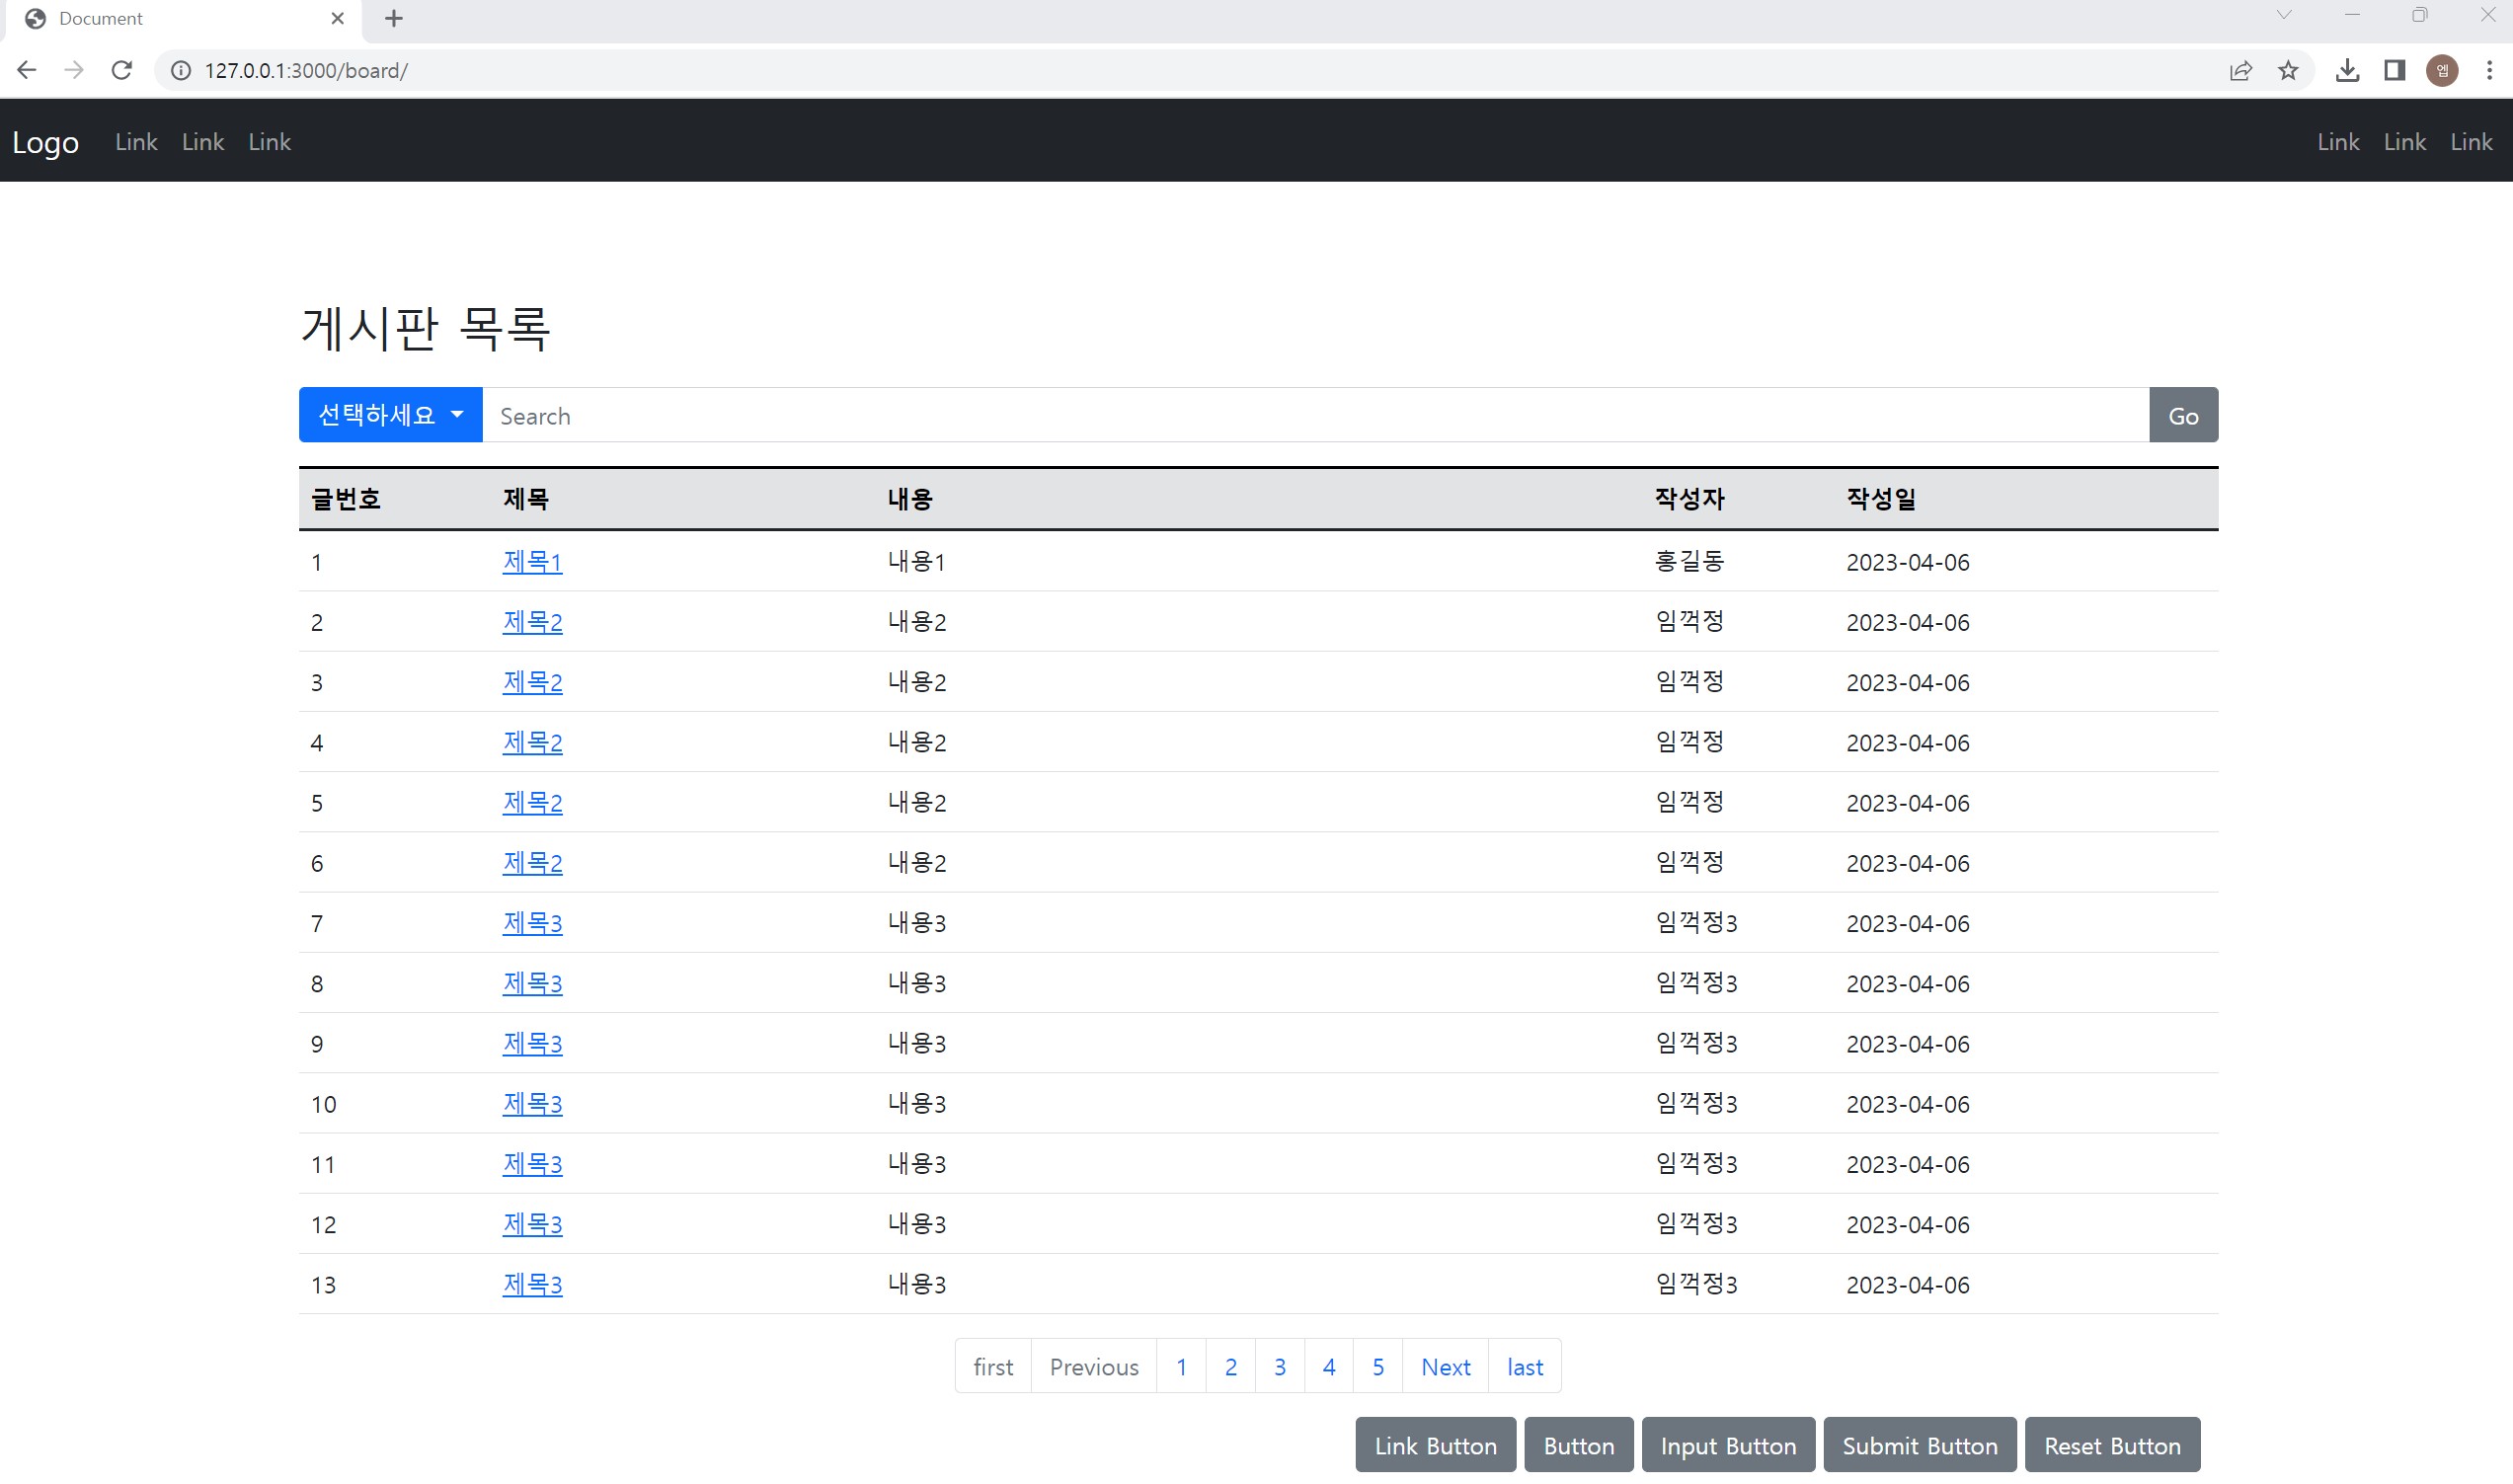 Document
127.0.0.1:3000/board/
엡
Logo Link Link Link Link Link Link
게시판 목록
선택하세요 Search Go
글번호 제목 내용 작성자 작성일
1 제목1 내용1 홍길동 2023-04-06
2 제목2 내용2 임꺽정 2023-04-06
3 제목2 내용2 임꺽정 2023-04-06
4 제목2 내용2 임꺽정 2023-04-06
5 제목2 내용2 임꺽정 2023-04-06
6 제목2 내용2 임꺽정 2023-04-06
7 제목3 내용3 임꺽정3 2023-04-06
8 제목3 내용3 임꺽정3 2023-04-06
9 제목3 내용3 임꺽정3 2023-04-06
10 제목3 내용3 임꺽정3 2023-04-06
11 제목3 내용3 임꺽정3 2023-04-06
12 제목3 내용3 임꺽정3 2023-04-06
13 제목3 내용3 임꺽정3 2023-04-06
first Previous 1 2 3 4 5 Next last
Link Button Button Input Button Submit Button Reset Button